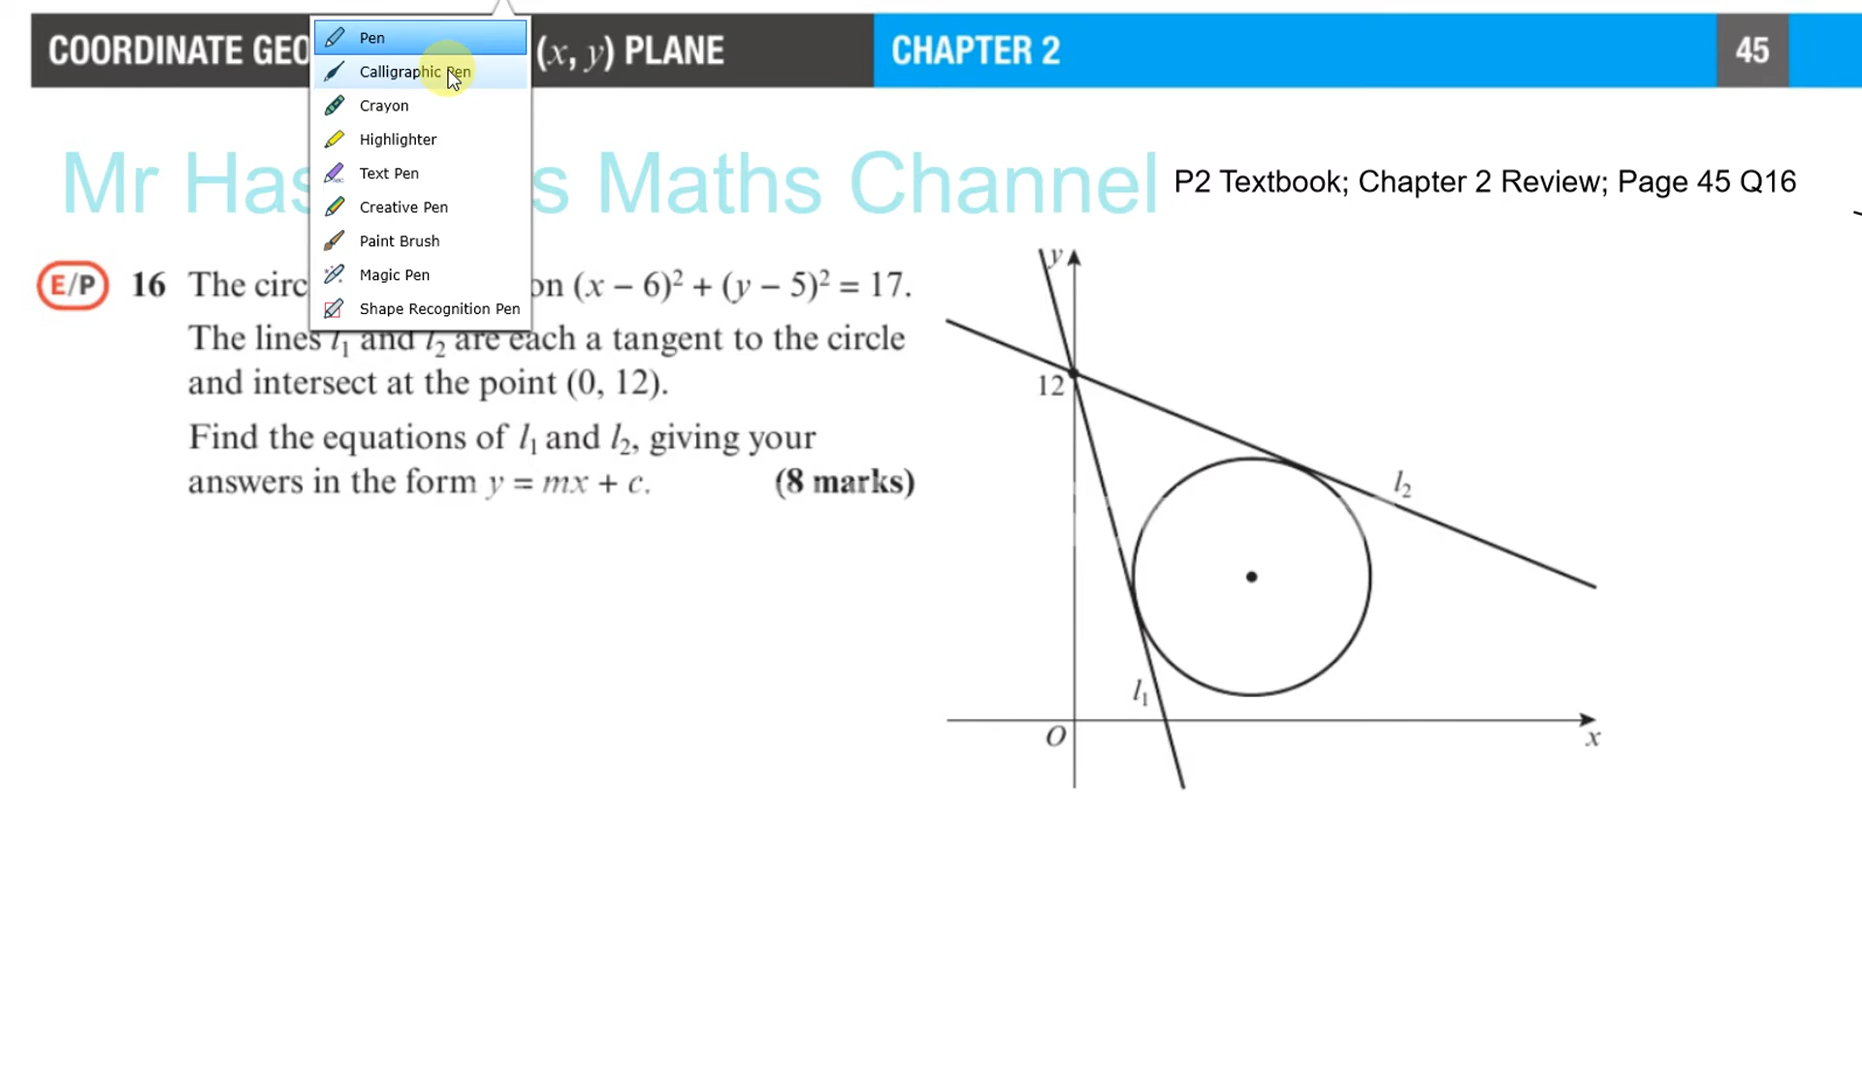 COORDINATE GEO (x, y) PLANE CHAPTER 2 45
Pen
Calligraphic Pen
Crayon
Highlighter
Text Pen
Creative Pen
Paint Brush
Magic Pen
Shape Recognition Pen
Mr Has s Maths Channel P2 Textbook; Chapter 2 Review; Page 45 Q16
E/P 16 The circ on (x − 6)² + (y − 5)² = 17.
The lines l₁ and l₂ are each a tangent to the circle
and intersect at the point (0, 12).
Find the equations of l₁ and l₂, giving your
answers in the form y = mx + c. (8 marks)
y
12
l₂
l₁
O
x